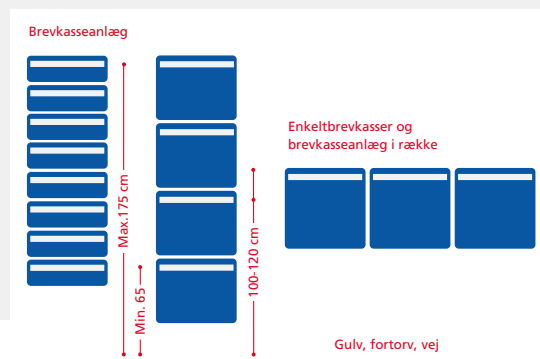 Brevkasseanlæg
Max.175 cm
Min. 65
100-120 cm
Enkeltbrevkasser og
brevkasseanlæg i række
Gulv, fortorv, vej